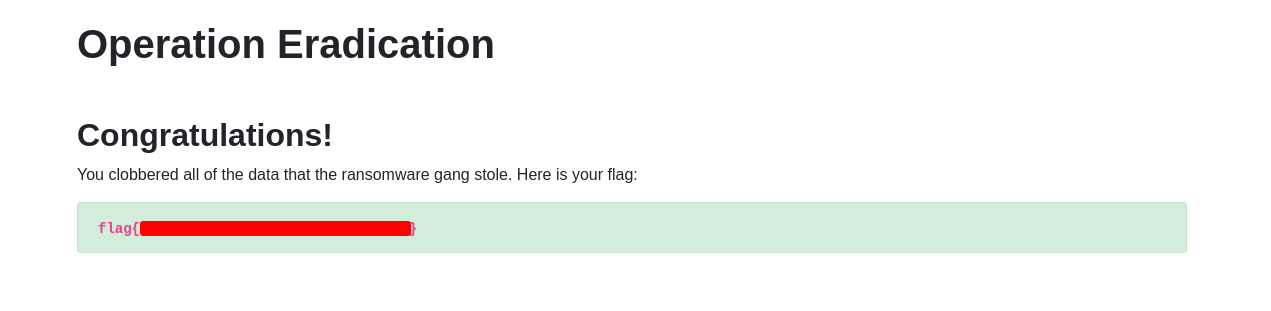 Operation Eradication
Congratulations!
You clobbered all of the data that the ransomware gang stole. Here is your flag:
flag{}